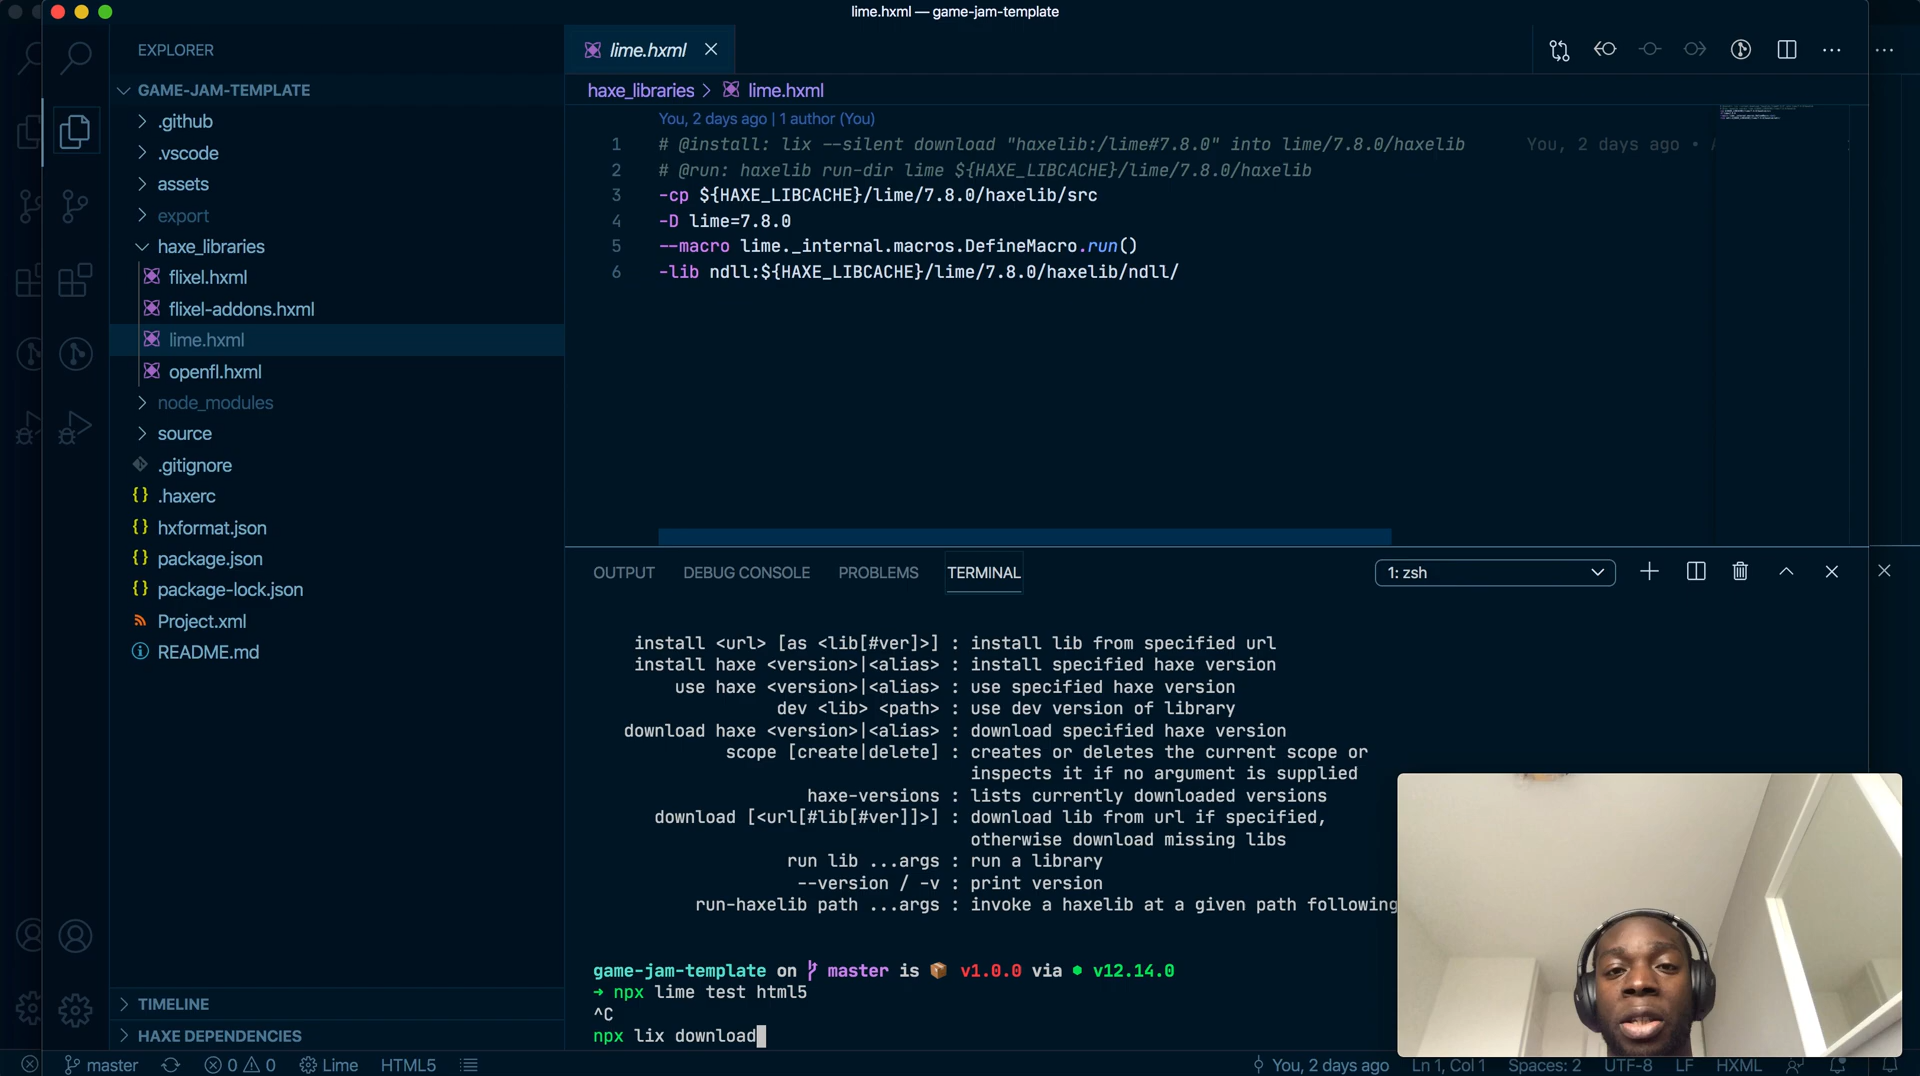 lime.hxml — game-jam-template
EXPLORER
GAME-JAM-TEMPLATE
.github
.vscode
assets
export
haxe_libraries
flixel.hxml
flixel-addons.hxml
lime.hxml
openfl.hxml
node_modules
source
.gitignore
.haxerc
hxformat.json
package.json
package-lock.json
Project.xml
README.md
TIMELINE
HAXE DEPENDENCIES
lime.hxml
haxe_libraries > lime.hxml
You, 2 days ago | 1 author (You)
1 # @install: lix --silent download "haxelib:/lime#7.8.0" into lime/7.8.0/haxelib You, 2 days ago •
2 # @run: haxelib run-dir lime ${HAXE_LIBCACHE}/lime/7.8.0/haxelib
3 -cp ${HAXE_LIBCACHE}/lime/7.8.0/haxelib/src
4 -D lime=7.8.0
5 --macro lime._internal.macros.DefineMacro.run()
6 -lib ndll:${HAXE_LIBCACHE}/lime/7.8.0/haxelib/ndll/
OUTPUT DEBUG CONSOLE PROBLEMS TERMINAL 1: zsh
install <url> [as <lib[#ver]>] : install lib from specified url
install haxe <version>|<alias> : install specified haxe version
use haxe <version>|<alias> : use specified haxe version
dev <lib> <path> : use dev version of library
download haxe <version>|<alias> : download specified haxe version
scope [create|delete] : creates or deletes the current scope or
inspects it if no argument is supplied
haxe-versions : lists currently downloaded versions
download [<url[#lib[#ver]]>] : download lib from url if specified,
otherwise download missing libs
run lib ...args : run a library
--version / -v : print version
run-haxelib path ...args : invoke a haxelib at a given path following
game-jam-template on master is v1.0.0 via v12.14.0
➜ npx lime test html5
^C
npx lix download
master 0 0 Lime HTML5 You, 2 days ago Ln 1, Col 1 Spaces: 2 UTF-8 LF HXML